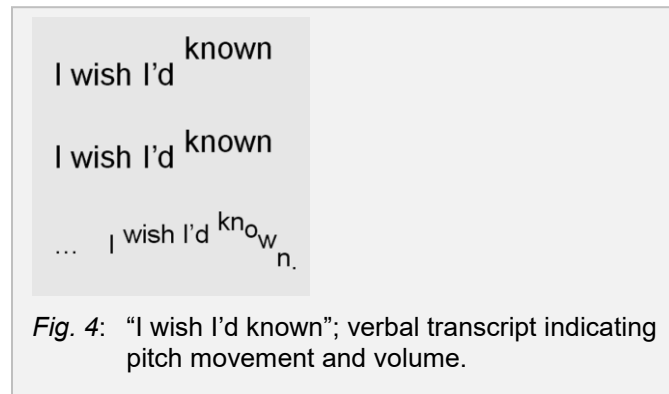 I wish I’d known
I wish I’d known
... I wish I’d known.
Fig. 4: “I wish I’d known”; verbal transcript indicating
pitch movement and volume.